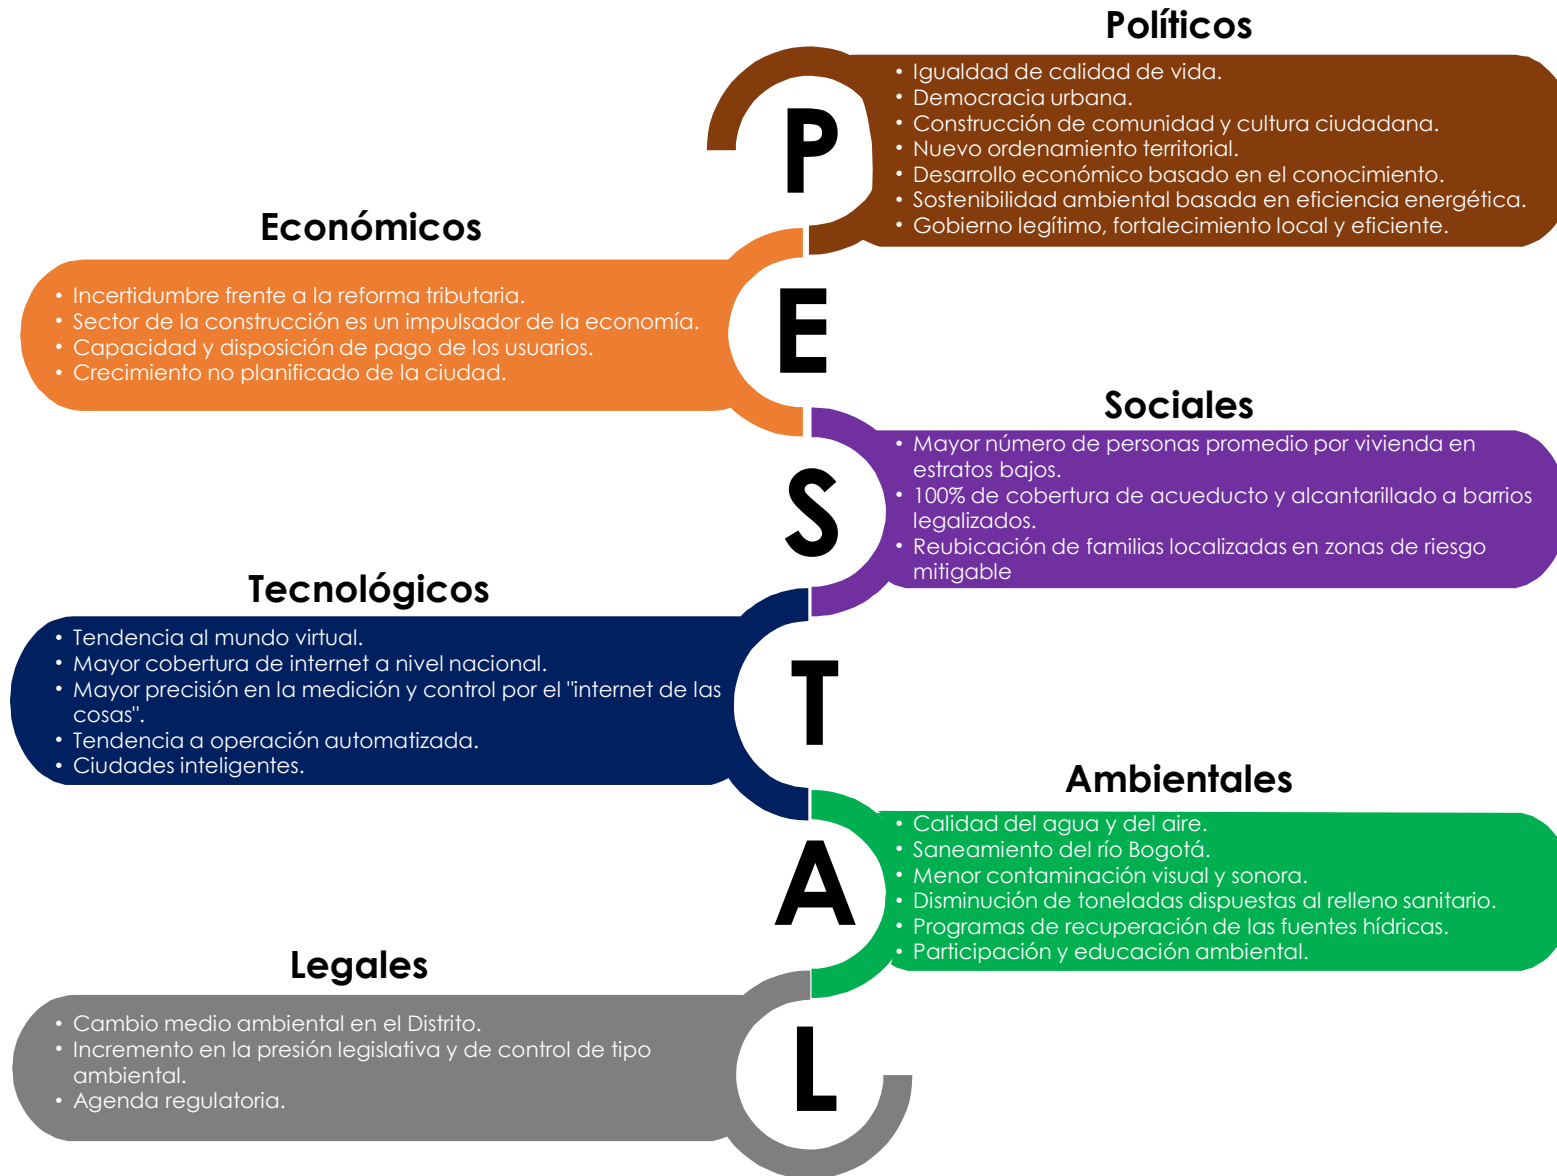 Políticos
• Igualdad de calidad de vida.
• Democracia urbana.
• Construcción de comunidad y cultura ciudadana.
• Nuevo ordenamiento territorial.
• Desarrollo económico basado en el conocimiento.
• Sostenibilidad ambiental basada en eficiencia energética.
• Gobierno legítimo, fortalecimiento local y eficiente.
P
Económicos
• Incertidumbre frente a la reforma tributaria.
• Sector de la construcción es un impulsador de la economía.
• Capacidad y disposición de pago de los usuarios.
• Crecimiento no planificado de la ciudad.
E
Sociales
• Mayor número de personas promedio por vivienda en
estratos bajos.
• 100% de cobertura de acueducto y alcantarillado a barrios
legalizados.
• Reubicación de familias localizadas en zonas de riesgo
mitigable
S
Tecnológicos
• Tendencia al mundo virtual.
• Mayor cobertura de internet a nivel nacional.
• Mayor precisión en la medición y control por el "internet de las
cosas".
• Tendencia a operación automatizada.
• Ciudades inteligentes.
T
Ambientales
• Calidad del agua y del aire.
• Saneamiento del río Bogotá.
• Menor contaminación visual y sonora.
• Disminución de toneladas dispuestas al relleno sanitario.
• Programas de recuperación de las fuentes hídricas.
• Participación y educación ambiental.
A
Legales
• Cambio medio ambiental en el Distrito.
• Incremento en la presión legislativa y de control de tipo
ambiental.
• Agenda regulatoria.
L